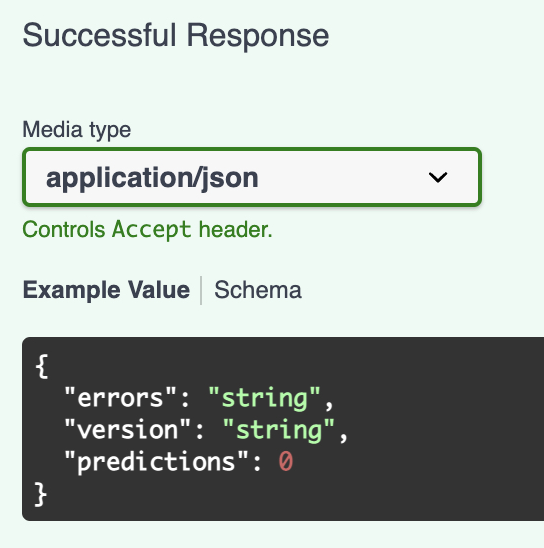 Successful Response
Media type
application/json
Controls Accept header.
Example Value | Schema
{
  "errors": "string",
  "version": "string",
  "predictions": 0
}